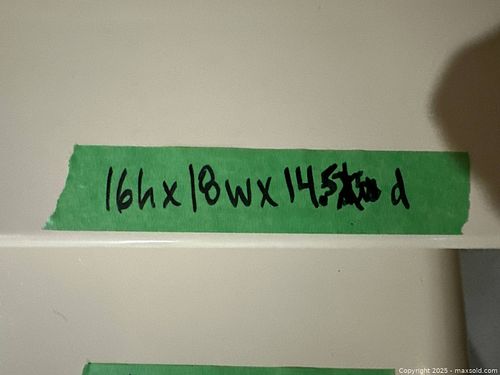 16h x 18w x 14.5 d
Copyright 2025 - maxsold.com